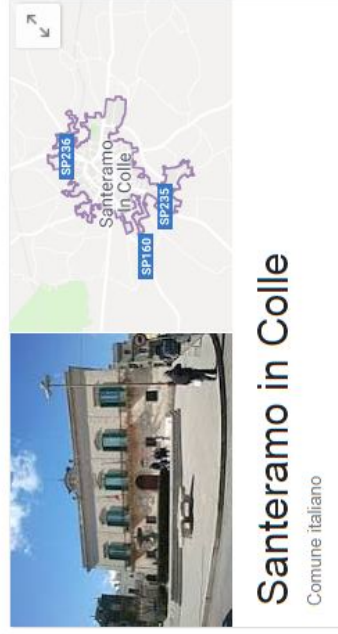 SP236
Santeramo
In Colle
SP235
SP160
Santeramo in Colle
Comune italiano